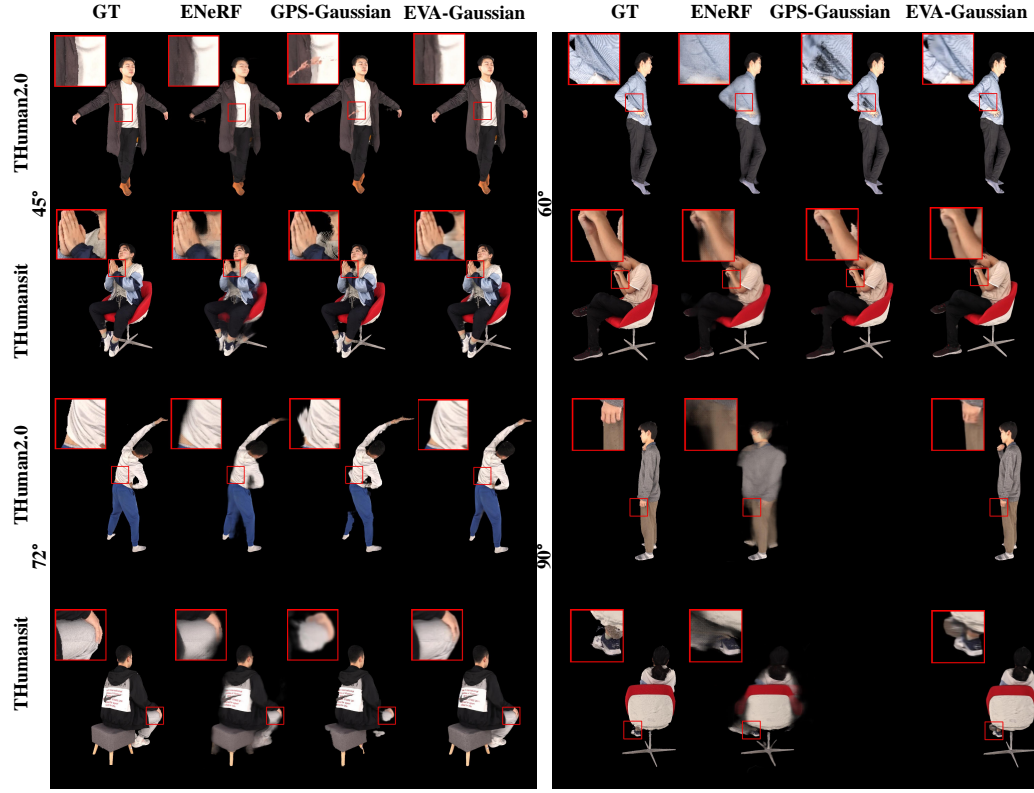 GT ENeRF GPS-Gaussian EVA-Gaussian GT ENeRF GPS-Gaussian EVA-Gaussian
THuman2.0
45°
THumansit
60°
THuman2.0
72°
THumansit
90°